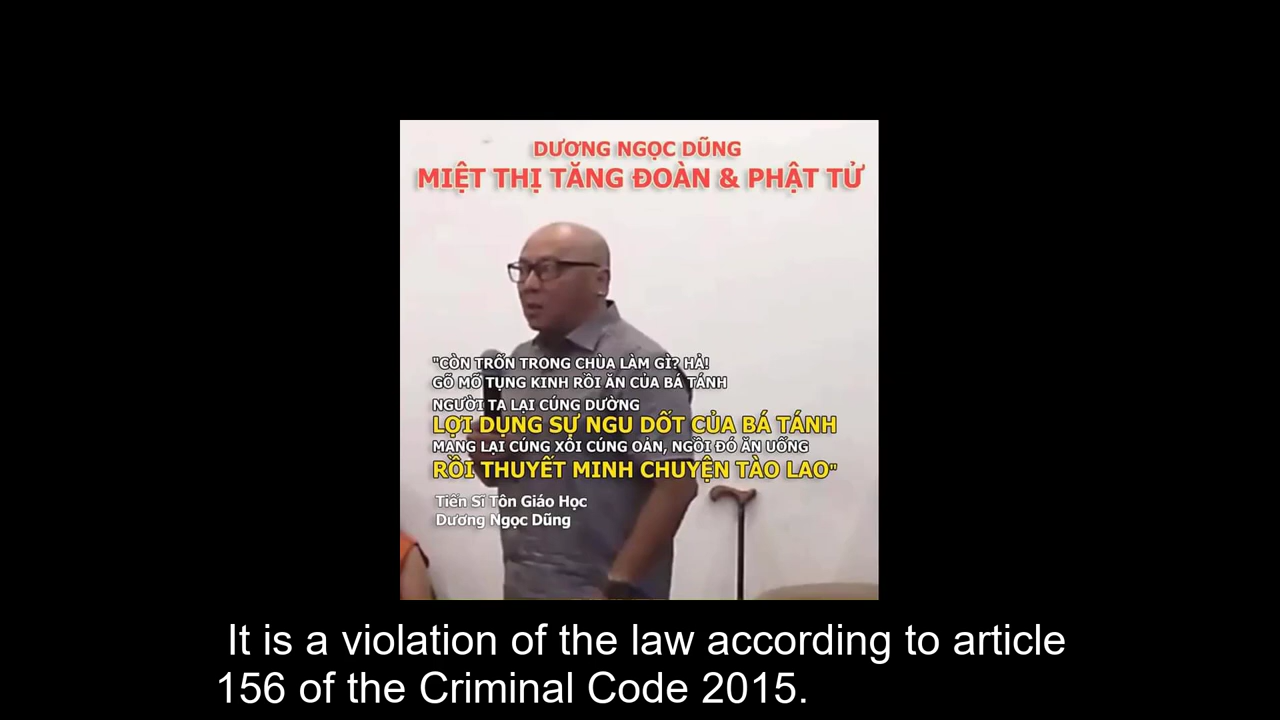 DƯƠNG NGỌC DŨNG
MIỆT THỊ TĂNG ĐOÀN & PHẬT TỬ
"CÒN TRỐN TRONG CHÙA LÀM GÌ? HẢ!
GÕ MÕ TỤNG KINH RỒI ĂN CỦA BÁ TÁNH
NGƯỜI TA LẠI CÚNG DƯỜNG
LỢI DỤNG SỰ NGU DỐT CỦA BÁ TÁNH
MANG LẠI CÚNG XÔI CÚNG OẢN, NGỒI ĐÓ ĂN UỐNG
RỒI THUYẾT MINH CHUYỆN TÀO LAO"
Tiến Sĩ Tôn Giáo Học
Dương Ngọc Dũng
It is a violation of the law according to article
156 of the Criminal Code 2015.